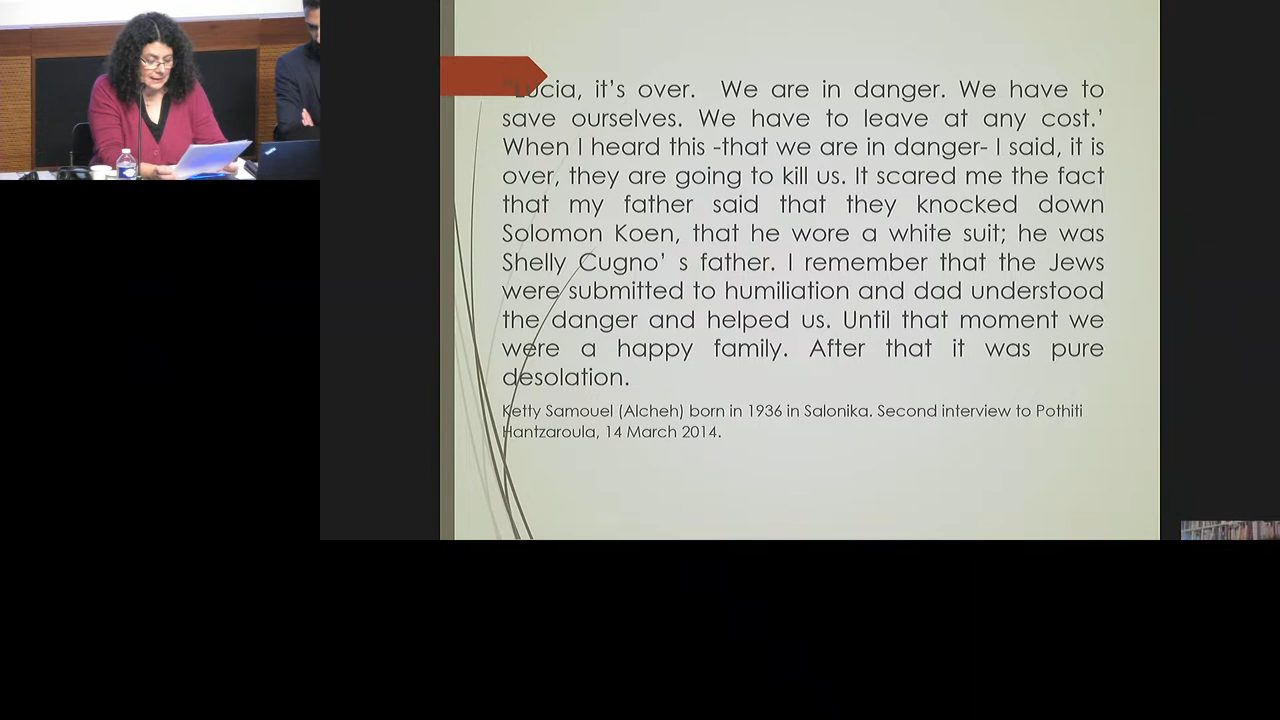 "Lucia, it's over. We are in danger. We have to
save ourselves. We have to leave at any cost.'
When I heard this -that we are in danger- I said, it is
over, they are going to kill us. It scared me the fact
that my father said that they knocked down
Solomon Koen, that he wore a white suit; he was
Shelly Cugno' s father. I remember that the Jews
were submitted to humiliation and dad understood
the danger and helped us. Until that moment we
were a happy family. After that it was pure
desolation.
Ketty Samouel (Alcheh) born in 1936 in Salonika. Second interview to Pothiti
Hantzaroula, 14 March 2014.